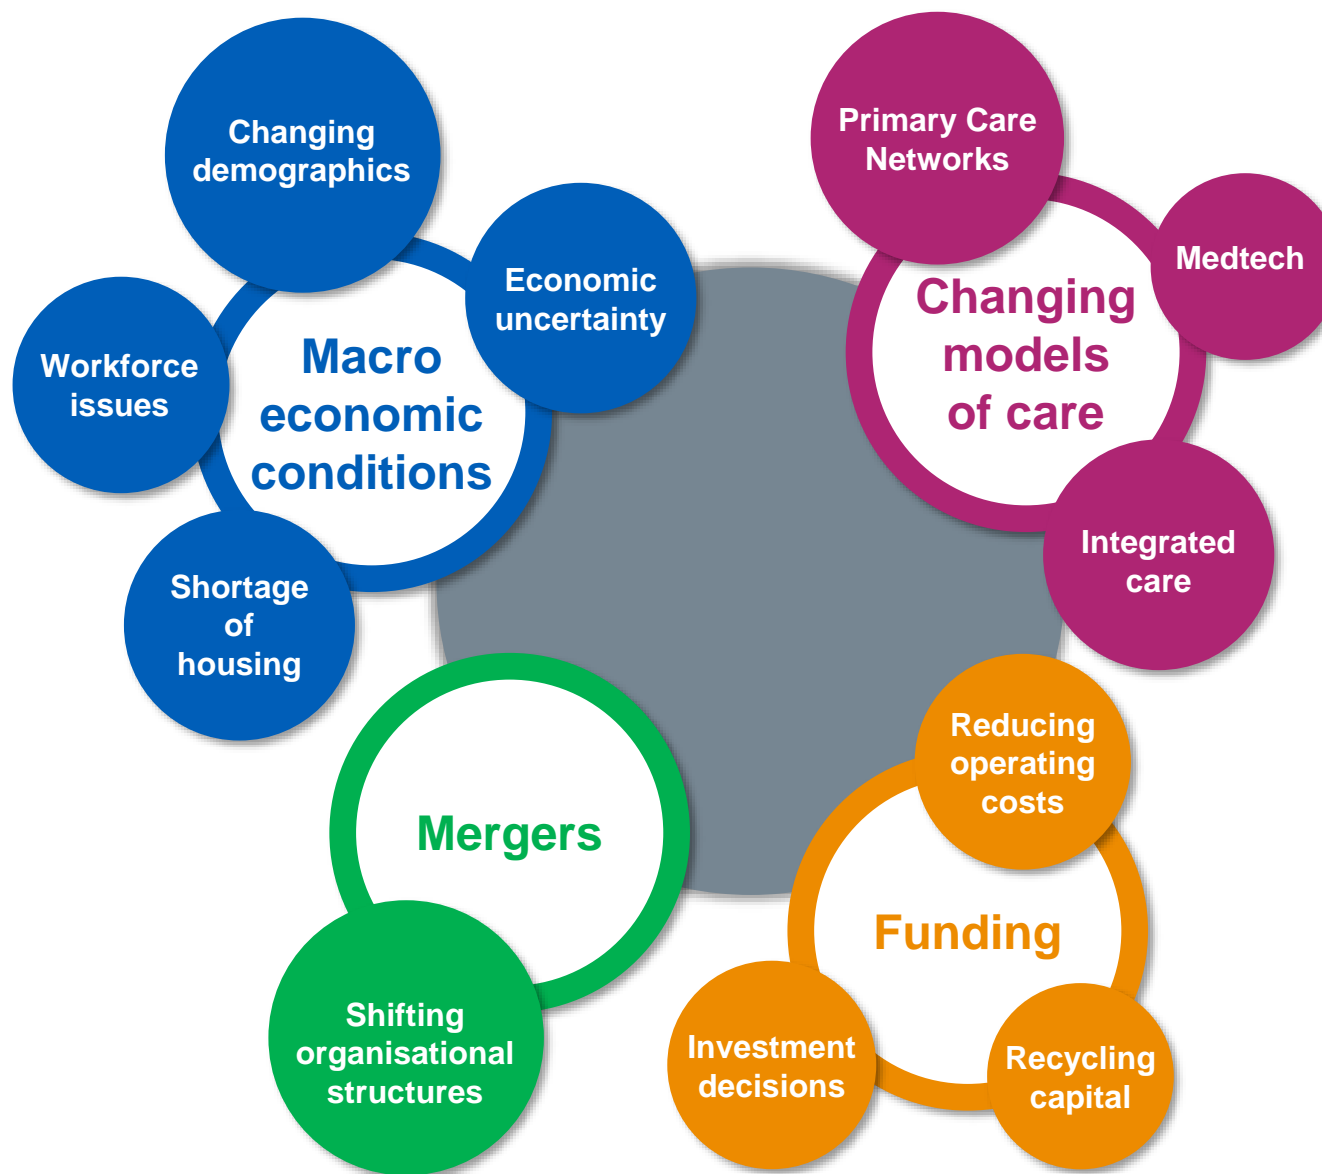 Changing
demographics
Economic
uncertainty
Workforce
issues
Macro
economic
conditions
Shortage
of
housing
Primary Care
Networks
Medtech
Changing
models
of care
Integrated
care
Mergers
Shifting
organisational
structures
Reducing
operating
costs
Funding
Investment
decisions
Recycling
capital